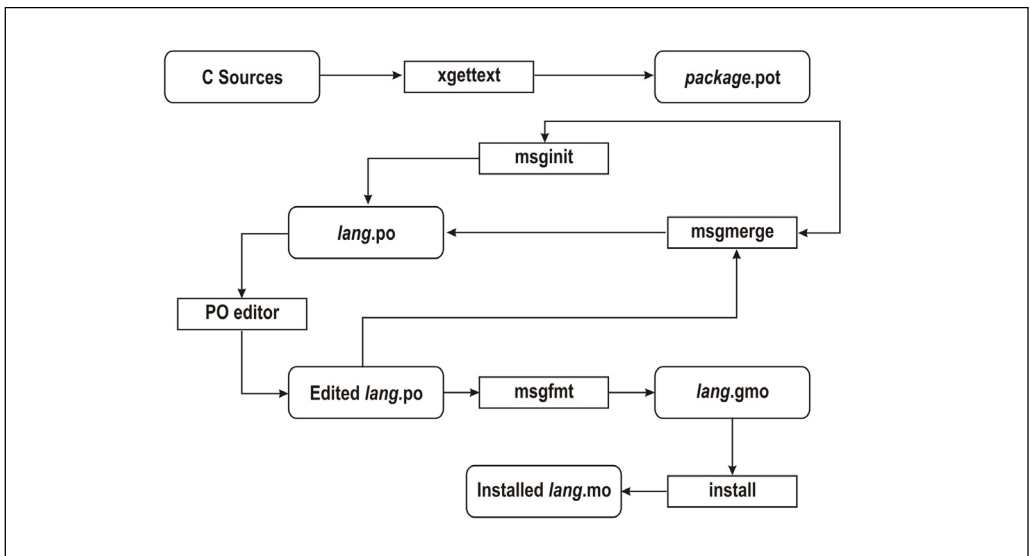 C Sources
xgettext
package.pot
msginit
lang.po
msgmerge
PO editor
Edited lang.po
msgfmt
lang.gmo
Installed lang.mo
install